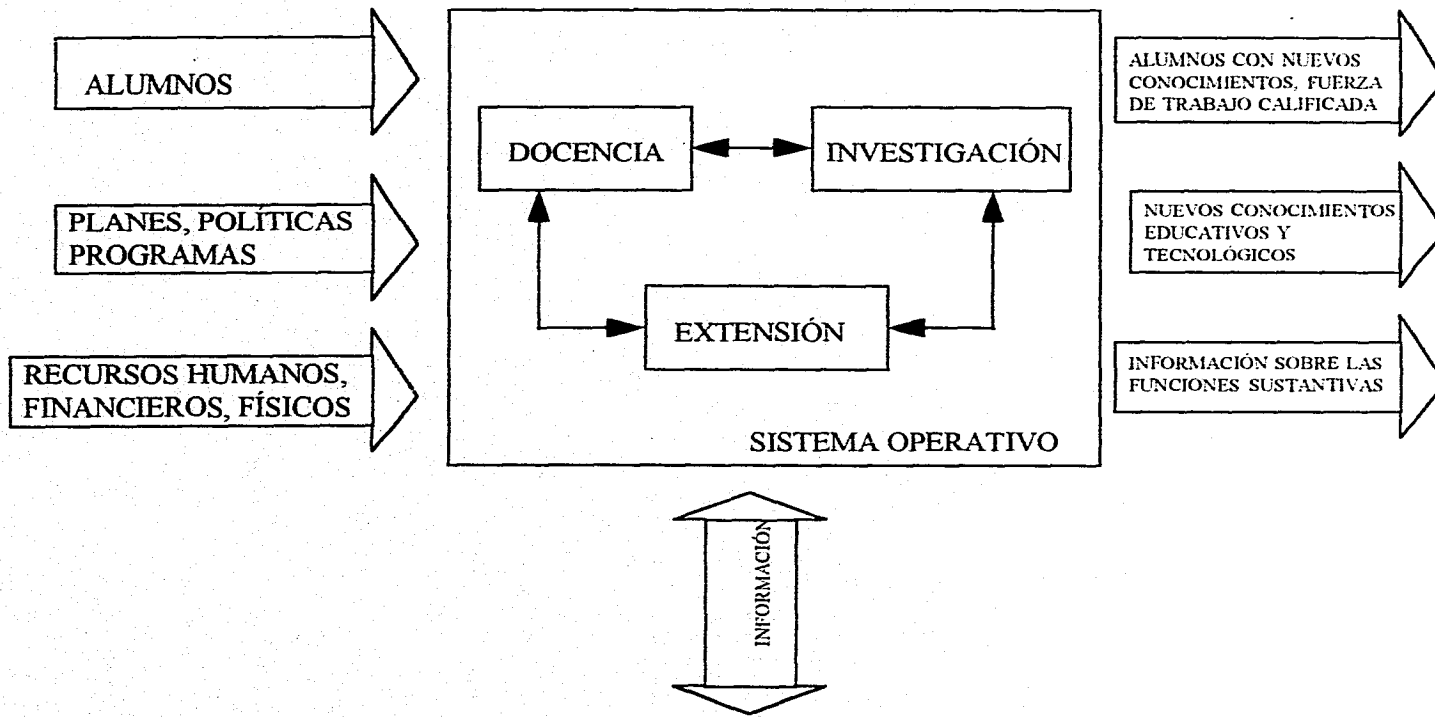 ALUMNOS
PLANES, POLÍTICAS
PROGRAMAS
RECURSOS HUMANOS,
FINANCIEROS, FÍSICOS
DOCENCIA
INVESTIGACIÓN
EXTENSIÓN
SISTEMA OPERATIVO
ALUMNOS CON NUEVOS
CONOCIMIENTOS, FUERZA
DE TRABAJO CALIFICADA
NUEVOS CONOCIMIENTOS
EDUCATIVOS Y
TECNOLÓGICOS
INFORMACIÓN SOBRE LAS
FUNCIONES SUSTANTIVAS
INFORMACIÓN